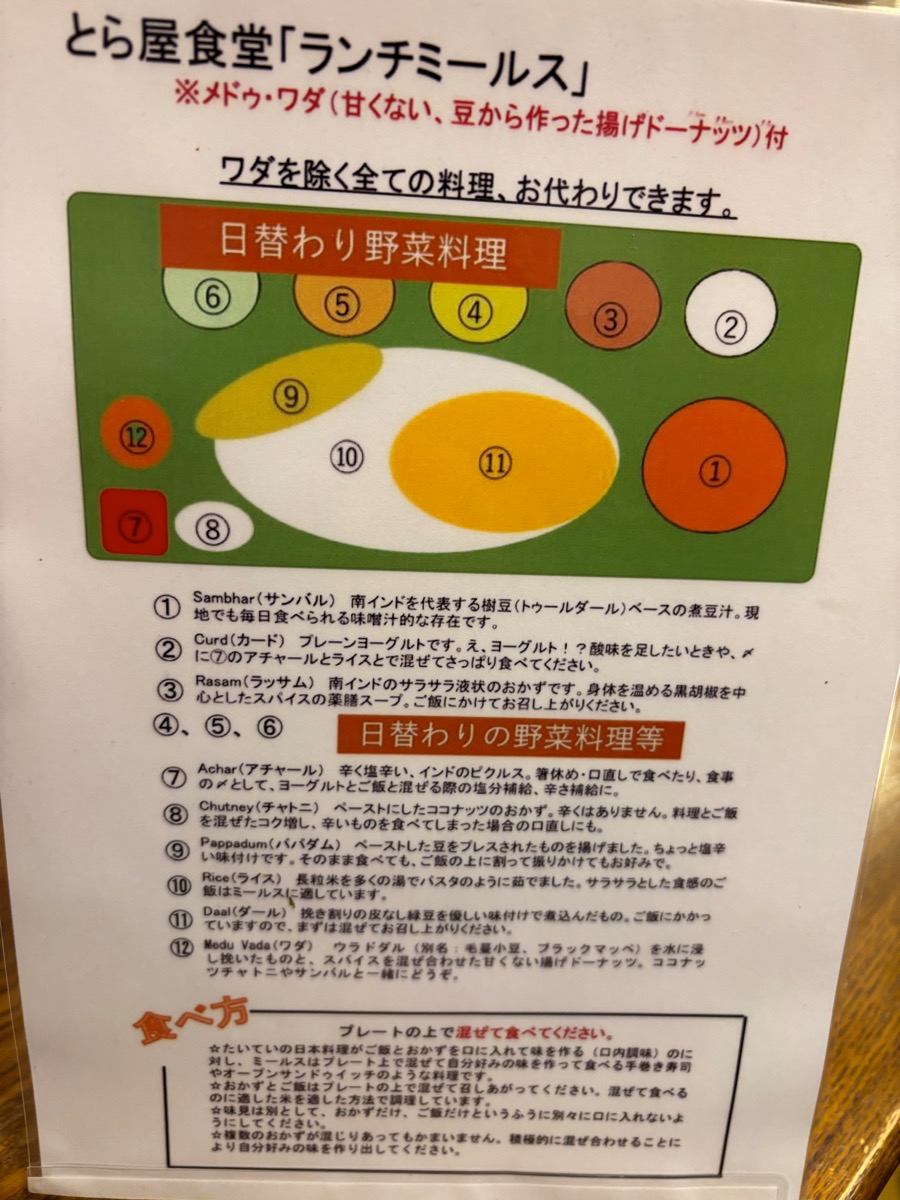 とら屋食堂「ランチミールス」
※メドゥ・ワダ（甘くない、豆から作った揚げドーナッツ）付
ワダを除く全ての料理、お代わりできます。
日替わり野菜料理
⑥ ⑤ ④ ③ ②
⑨
⑫ ⑩ ⑪ ①
⑦ ⑧
① Sambhar（サンバル） 南インドを代表する樹豆（トゥールダール）ベースの煮豆汁。現
地でも毎日食べられる味噌汁的な存在です。
② Curd（カード） プレーンヨーグルトです。え、ヨーグルト！？酸味を足したいときや、〆
に⑦のアチャールとライスとで混ぜてさっぱり食べてください。
③ Rasam（ラッサム） 南インドのサラサラ液状のおかずです。身体を温める黒胡椒を中
心としたスパイスの薬膳スープ。ご飯にかけてお召し上がりください。
④、⑤、⑥ 日替わりの野菜料理等
⑦ Achar（アチャール） 辛く塩辛い、インドのピクルス。箸休め・口直しで食べたり、食事
の〆として、ヨーグルトとご飯と混ぜる際の塩分補給、辛さ補給に。
⑧ Chutney（チャトニ） ペーストにしたココナッツのおかず。辛くはありません。料理とご飯
を混ぜたコク増し、辛いものを食べてしまった場合の口直しにも。
⑨ Pappadum（パパダム） ペーストした豆をプレスされたものを揚げました。ちょっと塩辛
い味付けです。そのまま食べても、ご飯の上に割って振りかけてもお好みで。
⑩ Rice（ライス） 長粒米を多くの湯でパスタのように茹でました。サラサラとした食感のご
飯はミールスに適しています。
⑪ Daal（ダール） 挽き割りの皮なし緑豆を優しい味付けで煮込んだもの。ご飯にかかっ
ていますので、まずは混ぜてお召し上がりください。
⑫ Medu Vada（ワダ） ウラドダル（別名：毛蔓小豆、ブラックマッペ）を水に浸
し挽いたものと、スパイスを混ぜ合わせた甘くない揚げドーナッツ。ココナッ
ツチャトニやサンバルと一緒にどうぞ。
食べ方
プレートの上で混ぜて食べてください。
☆たいていの日本料理がご飯とおかずを口に入れて味を作る（口内調味）のに
対し、ミールスはプレート上で混ぜて自分好みの味を作って食べる手巻き寿司
やオープンサンドゥイッチのような料理です。
☆おかずとご飯はプレートの上で混ぜて召しあがってください。混ぜて食べる
のに適した米を適した方法で調理しています。
☆味見は別として、おかずだけ、ご飯だけというふうに別々に口に入れないよ
うにしてください。
☆複数のおかずが混じりあってもかまいません。積極的に混ぜ合わせることに
より自分好みの味を作り出してください。